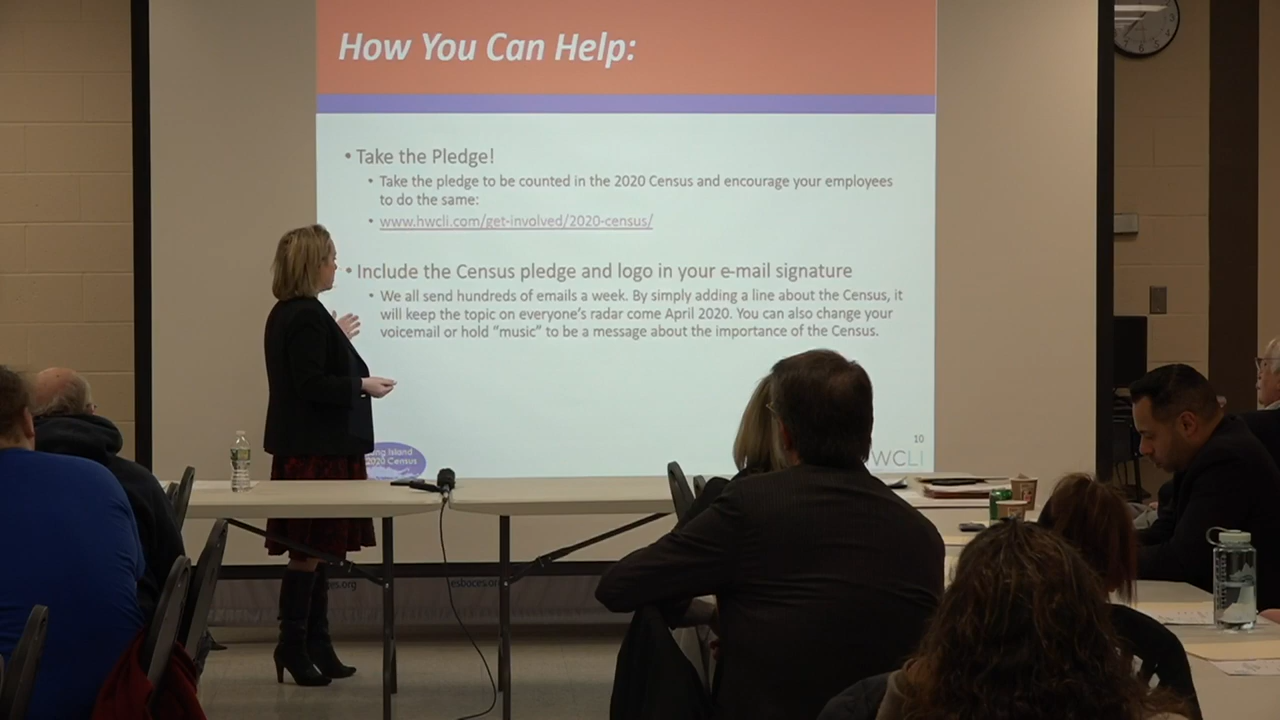 How You Can Help:
• Take the Pledge!
• Take the pledge to be counted in the 2020 Census and encourage your employees
to do the same:
• www.hwcli.com/get-involved/2020-census/
• Include the Census pledge and logo in your e-mail signature
• We all send hundreds of emails a week. By simply adding a line about the Census, it
will keep the topic on everyone's radar come April 2020. You can also change your
voicemail or hold "music" to be a message about the importance of the Census.
10
Island
2020 Census
WCLI
esboces.org